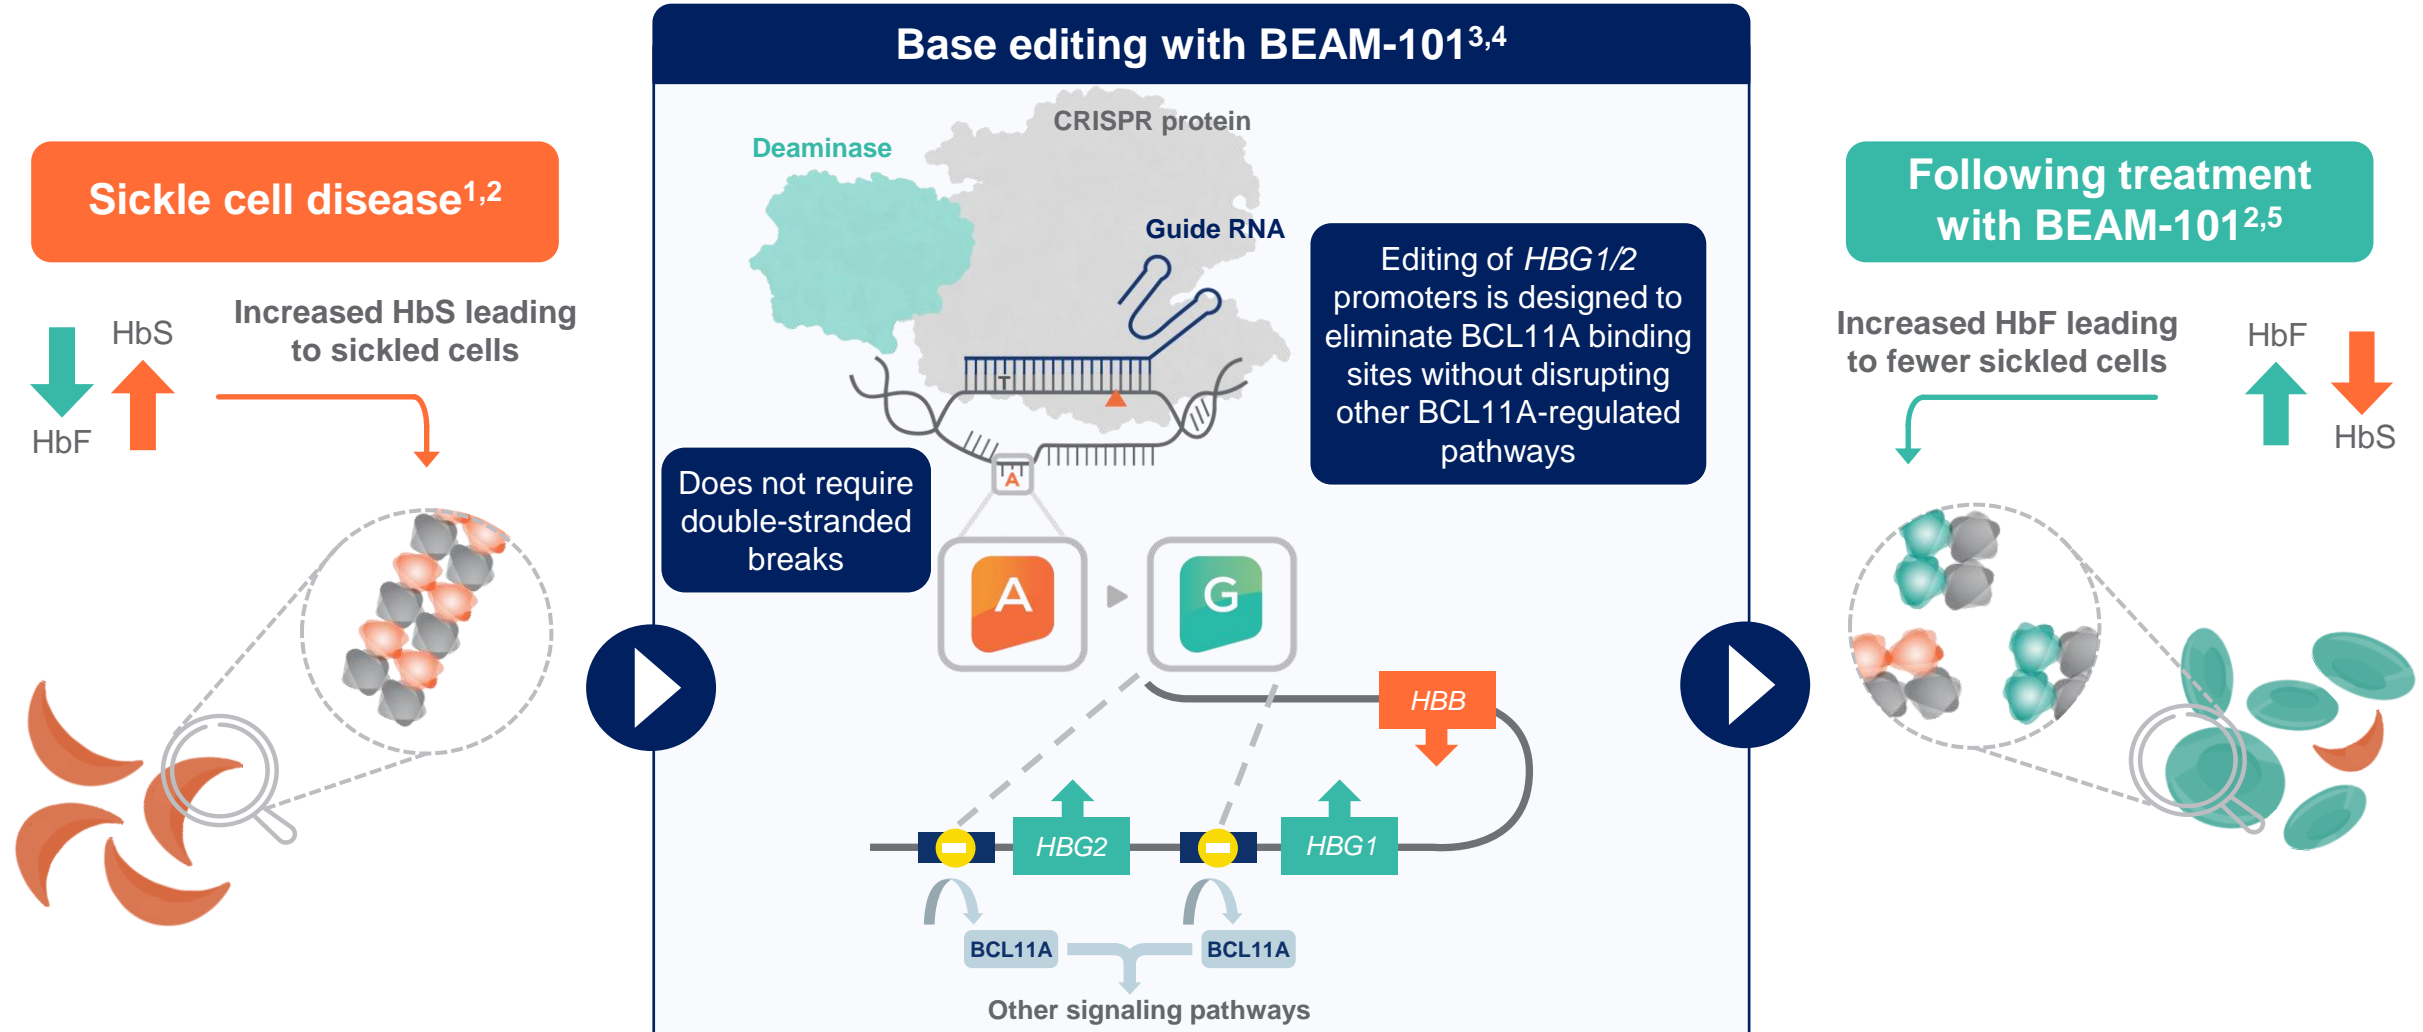 Base editing with BEAM-101³,⁴
Sickle cell disease¹,²
HbS
HbF
Increased HbS leading
to sickled cells
CRISPR protein
Deaminase
Guide RNA
T
A
Does not require
double-stranded
breaks
Editing of HBG1/2
promoters is designed to
eliminate BCL11A binding
sites without disrupting
other BCL11A-regulated
pathways
A
G
HBB
HBG2
HBG1
BCL11A
BCL11A
Other signaling pathways
Following treatment
with BEAM-101²,⁵
Increased HbF leading
to fewer sickled cells
HbF
HbS